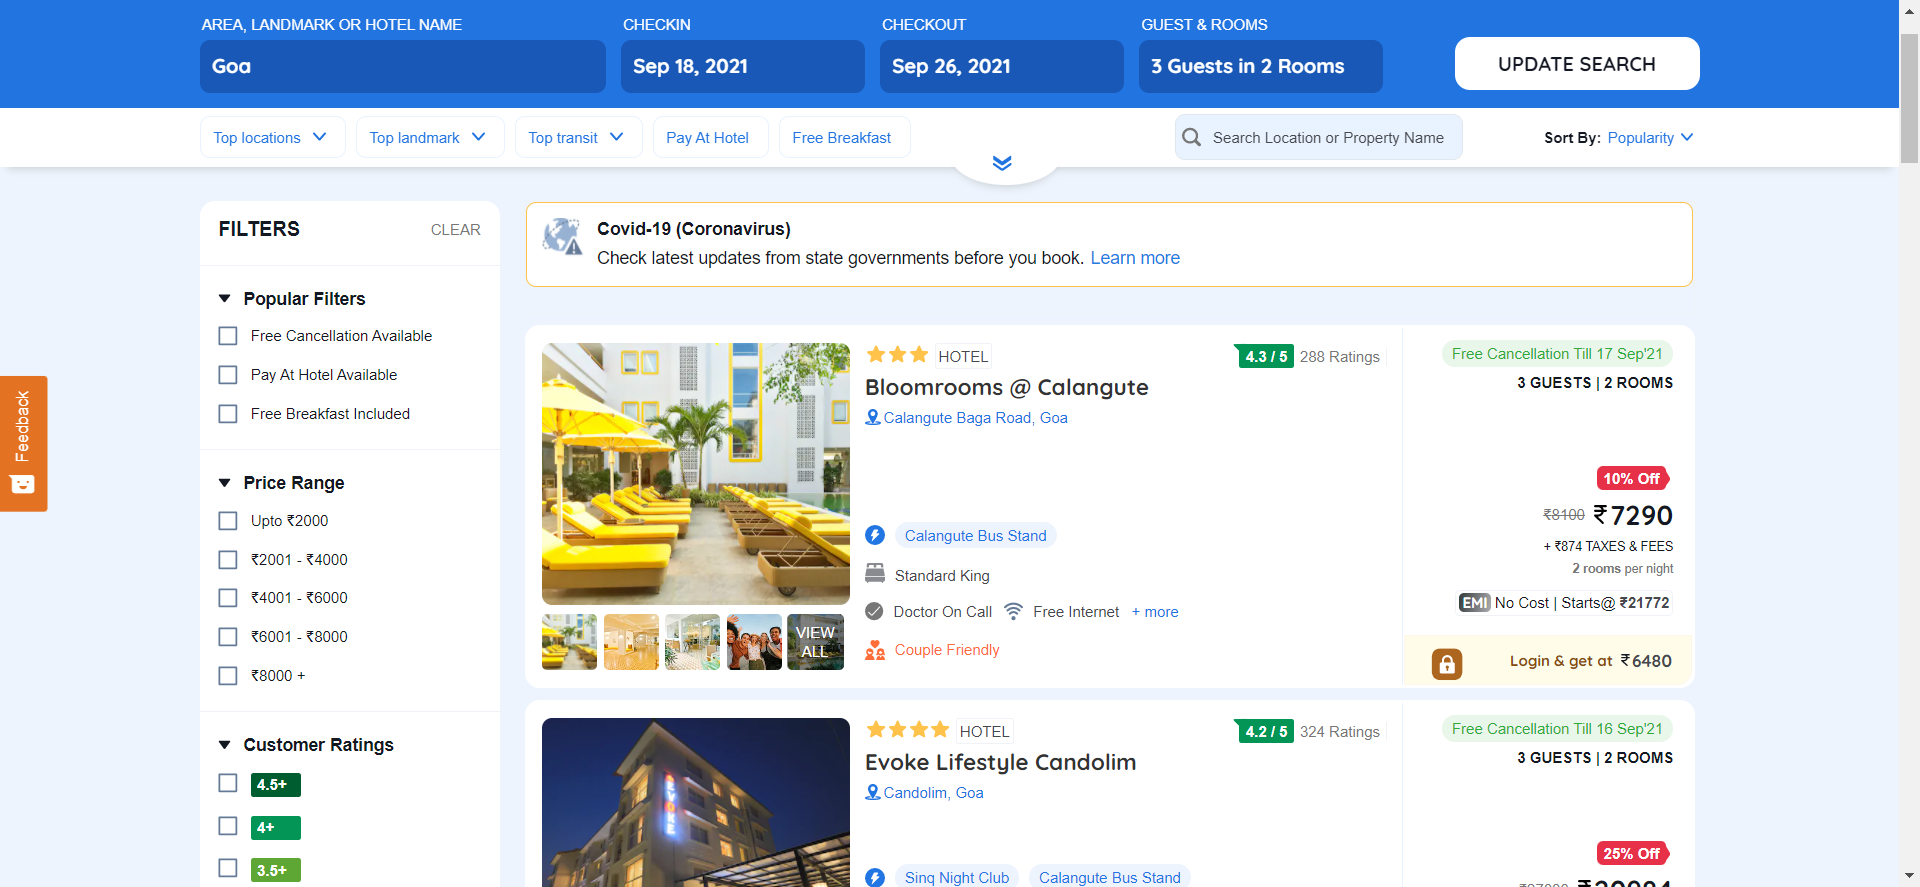 AREA, LANDMARK OR HOTEL NAME
CHECKIN
CHECKOUT
GUEST & ROOMS
Goa
Sep 18, 2021
Sep 26, 2021
3 Guests in 2 Rooms
UPDATE SEARCH
Top locations
Top landmark
Top transit
Pay At Hotel
Free Breakfast
Search Location or Property Name
Sort By: Popularity
FILTERS
CLEAR
Popular Filters
Free Cancellation Available
Pay At Hotel Available
Free Breakfast Included
Price Range
Upto ₹2000
₹2001 - ₹4000
₹4001 - ₹6000
₹6001 - ₹8000
₹8000 +
Customer Ratings
4.5+
4+
3.5+
Feedback
Covid-19 (Coronavirus)
Check latest updates from state governments before you book. Learn more
HOTEL
4.3 / 5
288 Ratings
Bloomrooms @ Calangute
Calangute Baga Road, Goa
Calangute Bus Stand
Standard King
Doctor On Call
Free Internet
+ more
Couple Friendly
VIEW
ALL
Free Cancellation Till 17 Sep'21
3 GUESTS | 2 ROOMS
10% Off
₹8100 ₹7290
+ ₹874 TAXES & FEES
2 rooms per night
EMI No Cost | Starts@ ₹21772
Login & get at ₹6480
HOTEL
4.2 / 5
324 Ratings
Evoke Lifestyle Candolim
Candolim, Goa
EVOKE
Sinq Night Club
Calangute Bus Stand
Free Cancellation Till 16 Sep'21
3 GUESTS | 2 ROOMS
25% Off